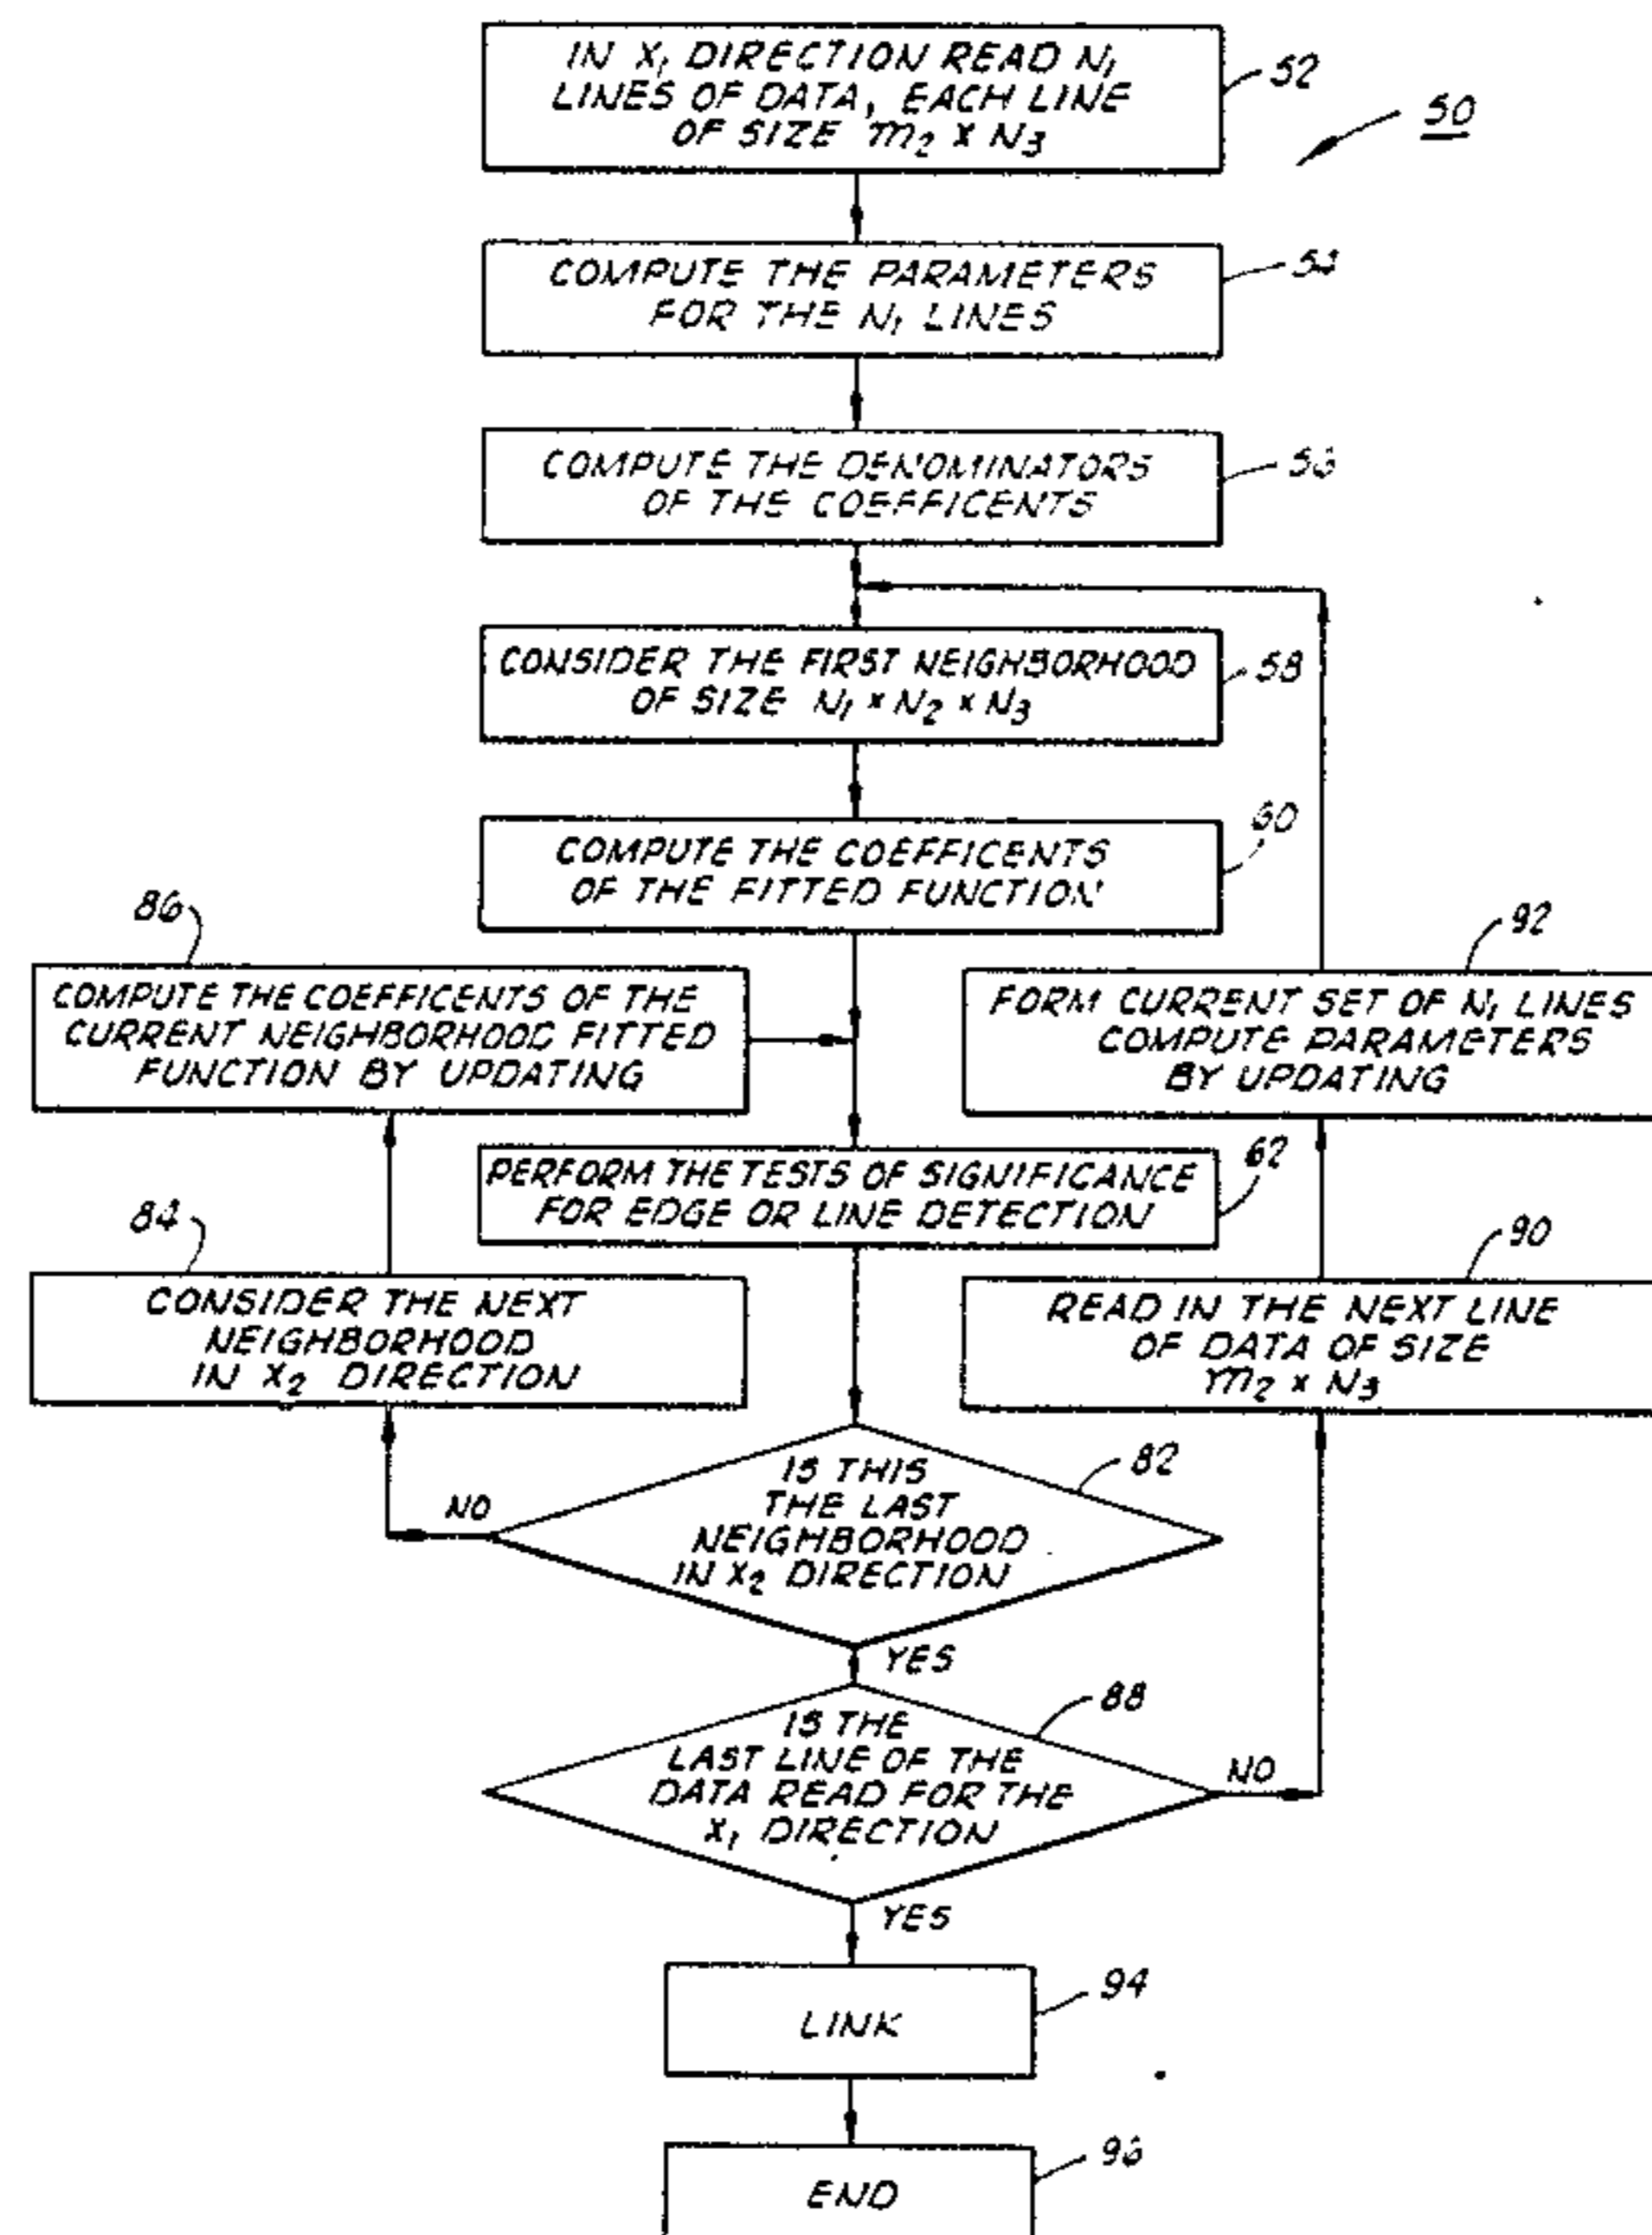 IN X₁ DIRECTION READ N₁
LINES OF DATA, EACH LINE
OF SIZE m₂ x N₃
52
50
COMPUTE THE PARAMETERS
FOR THE N₁ LINES
54
COMPUTE THE DENOMINATORS
OF THE COEFFICENTS
56
CONSIDER THE FIRST NEIGHBORHOOD
OF SIZE N₁ x N₂ x N₃
58
COMPUTE THE COEFFICENTS
OF THE FITTED FUNCTION
60
86
COMPUTE THE COEFFICENTS OF THE
CURRENT NEIGHBORHOOD FITTED
FUNCTION BY UPDATING
92
FORM CURRENT SET OF N₁ LINES
COMPUTE PARAMETERS
BY UPDATING
PERFORM THE TESTS OF SIGNIFICANCE
FOR EDGE OR LINE DETECTION
62
84
CONSIDER THE NEXT
NEIGHBORHOOD
IN X₂ DIRECTION
90
READ IN THE NEXT LINE
OF DATA OF SIZE
m₂ x N₃
IS THIS
THE LAST
NEIGHBORHOOD
IN X₂ DIRECTION
82
NO
YES
IS THE
LAST LINE OF THE
DATA READ FOR THE
X₁ DIRECTION
88
NO
YES
LINK
94
END
96